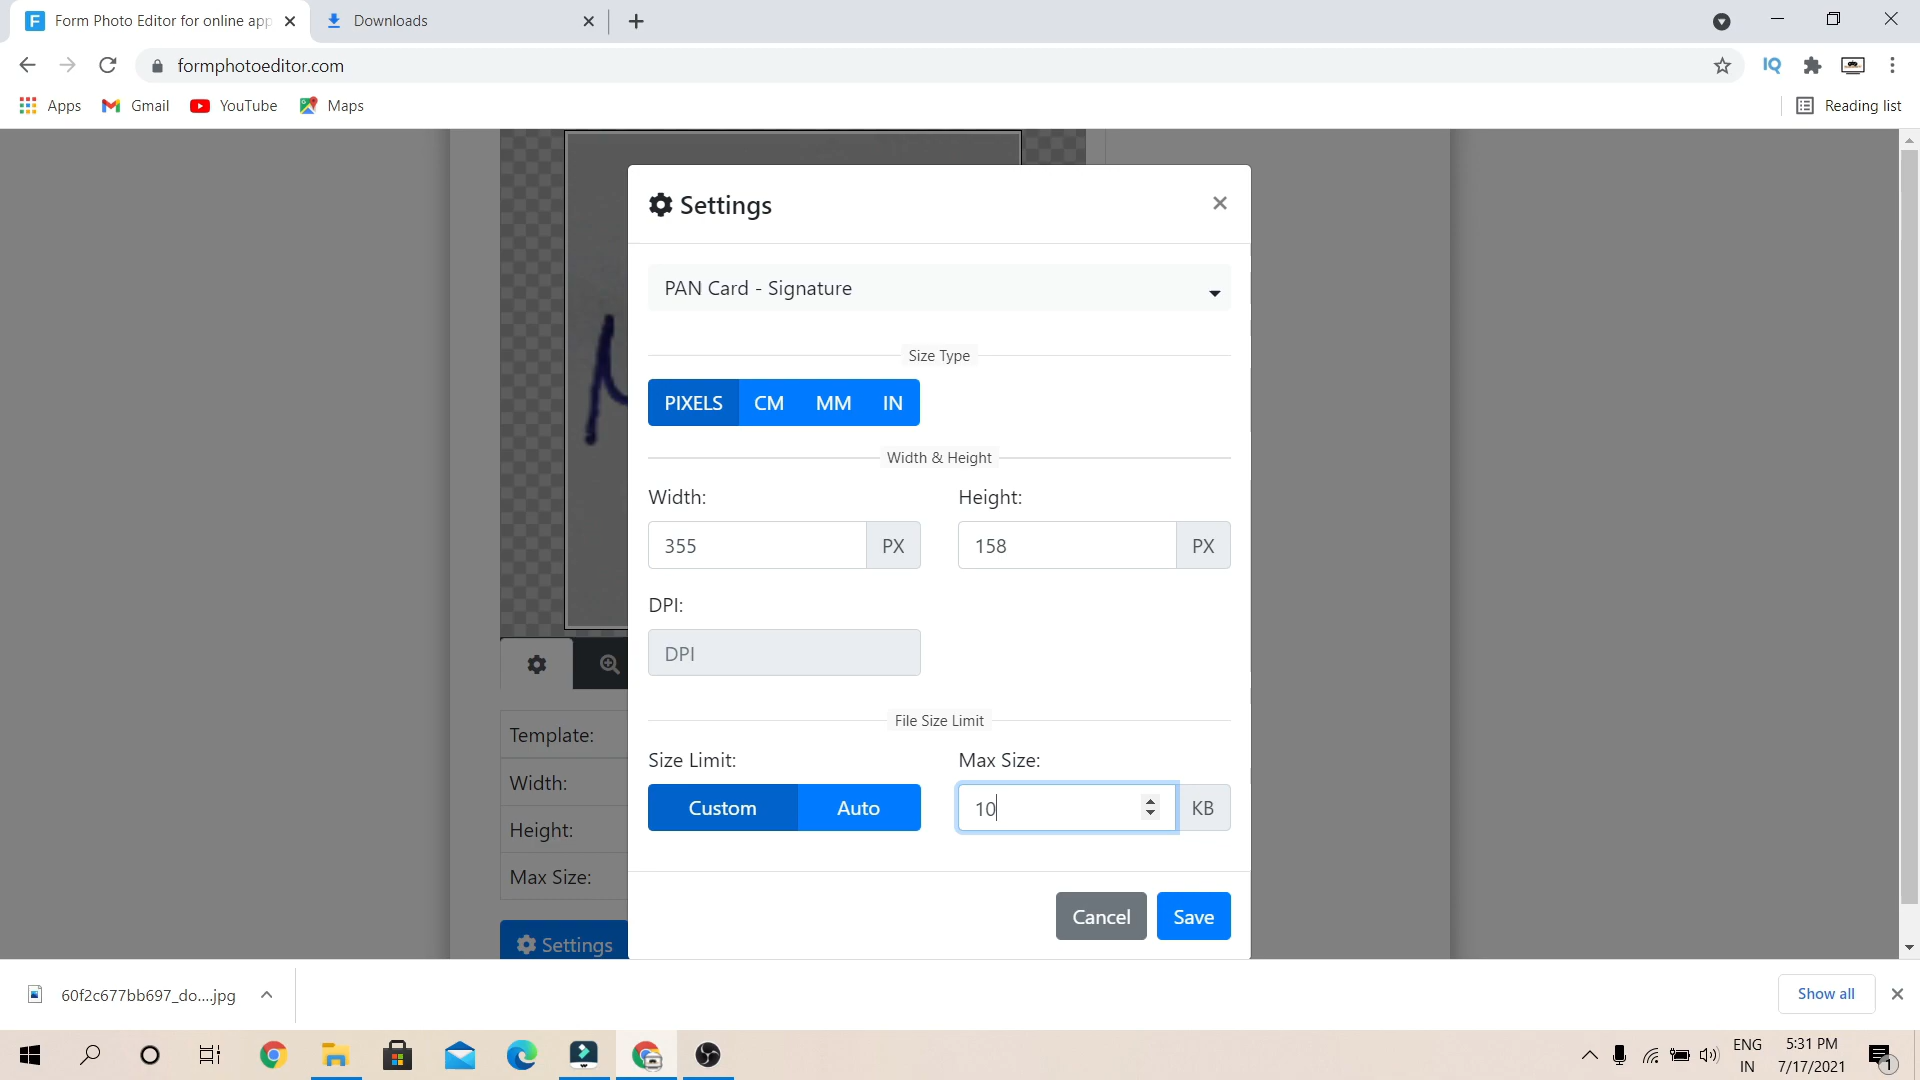 Form Photo Editor for online app
Downloads
formphotoeditor.com
IQ
Apps
Gmail
YouTube
Maps
Reading list
Settings
PAN Card - Signature
Size Type
PIXELS CM MM IN
Width & Height
Width: Height:
355 PX 158 PX
DPI:
DPI
File Size Limit
Size Limit: Max Size:
Custom Auto 10 KB
Cancel Save
Template:
Width:
Height:
Max Size:
Settings
60f2c677bb697_do....jpg
Show all
ENG
IN
5:31 PM
7/17/2021
1